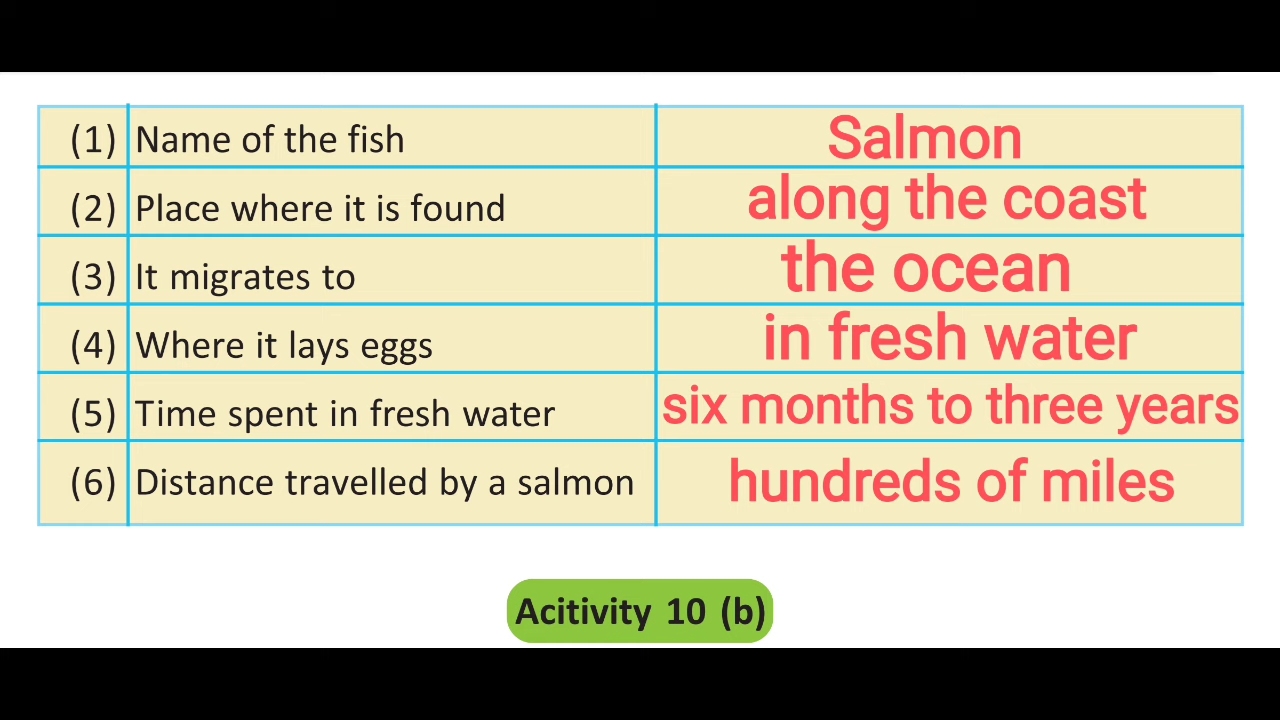 (1) Name of the fish Salmon
(2) Place where it is found along the coast
(3) It migrates to the ocean
(4) Where it lays eggs in fresh water
(5) Time spent in fresh water six months to three years
(6) Distance travelled by a salmon hundreds of miles
Acitivity 10 (b)